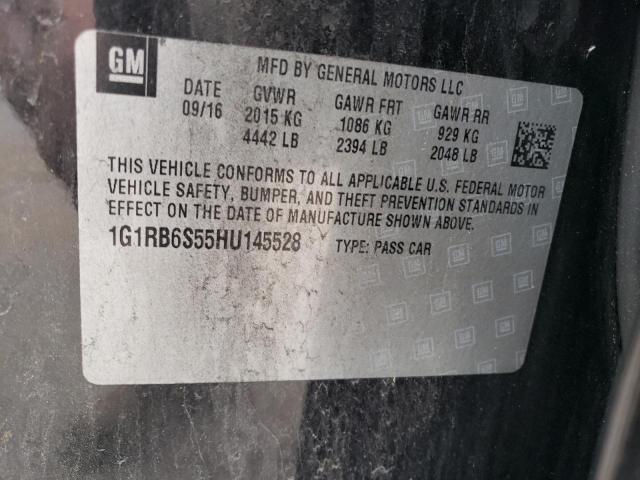 GM
MFD BY GENERAL MOTORS LLC
DATE GVWR GAWR FRT GAWR RR
09/16 2015 KG 1086 KG 929 KG
4442 LB 2394 LB 2048 LB
THIS VEHICLE CONFORMS TO ALL APPLICABLE U.S. FEDERAL MOTOR
VEHICLE SAFETY, BUMPER, AND THEFT PREVENTION STANDARDS IN
EFFECT ON THE DATE OF MANUFACTURE SHOWN ABOVE.
1G1RB6S55HU145528 TYPE: PASS CAR